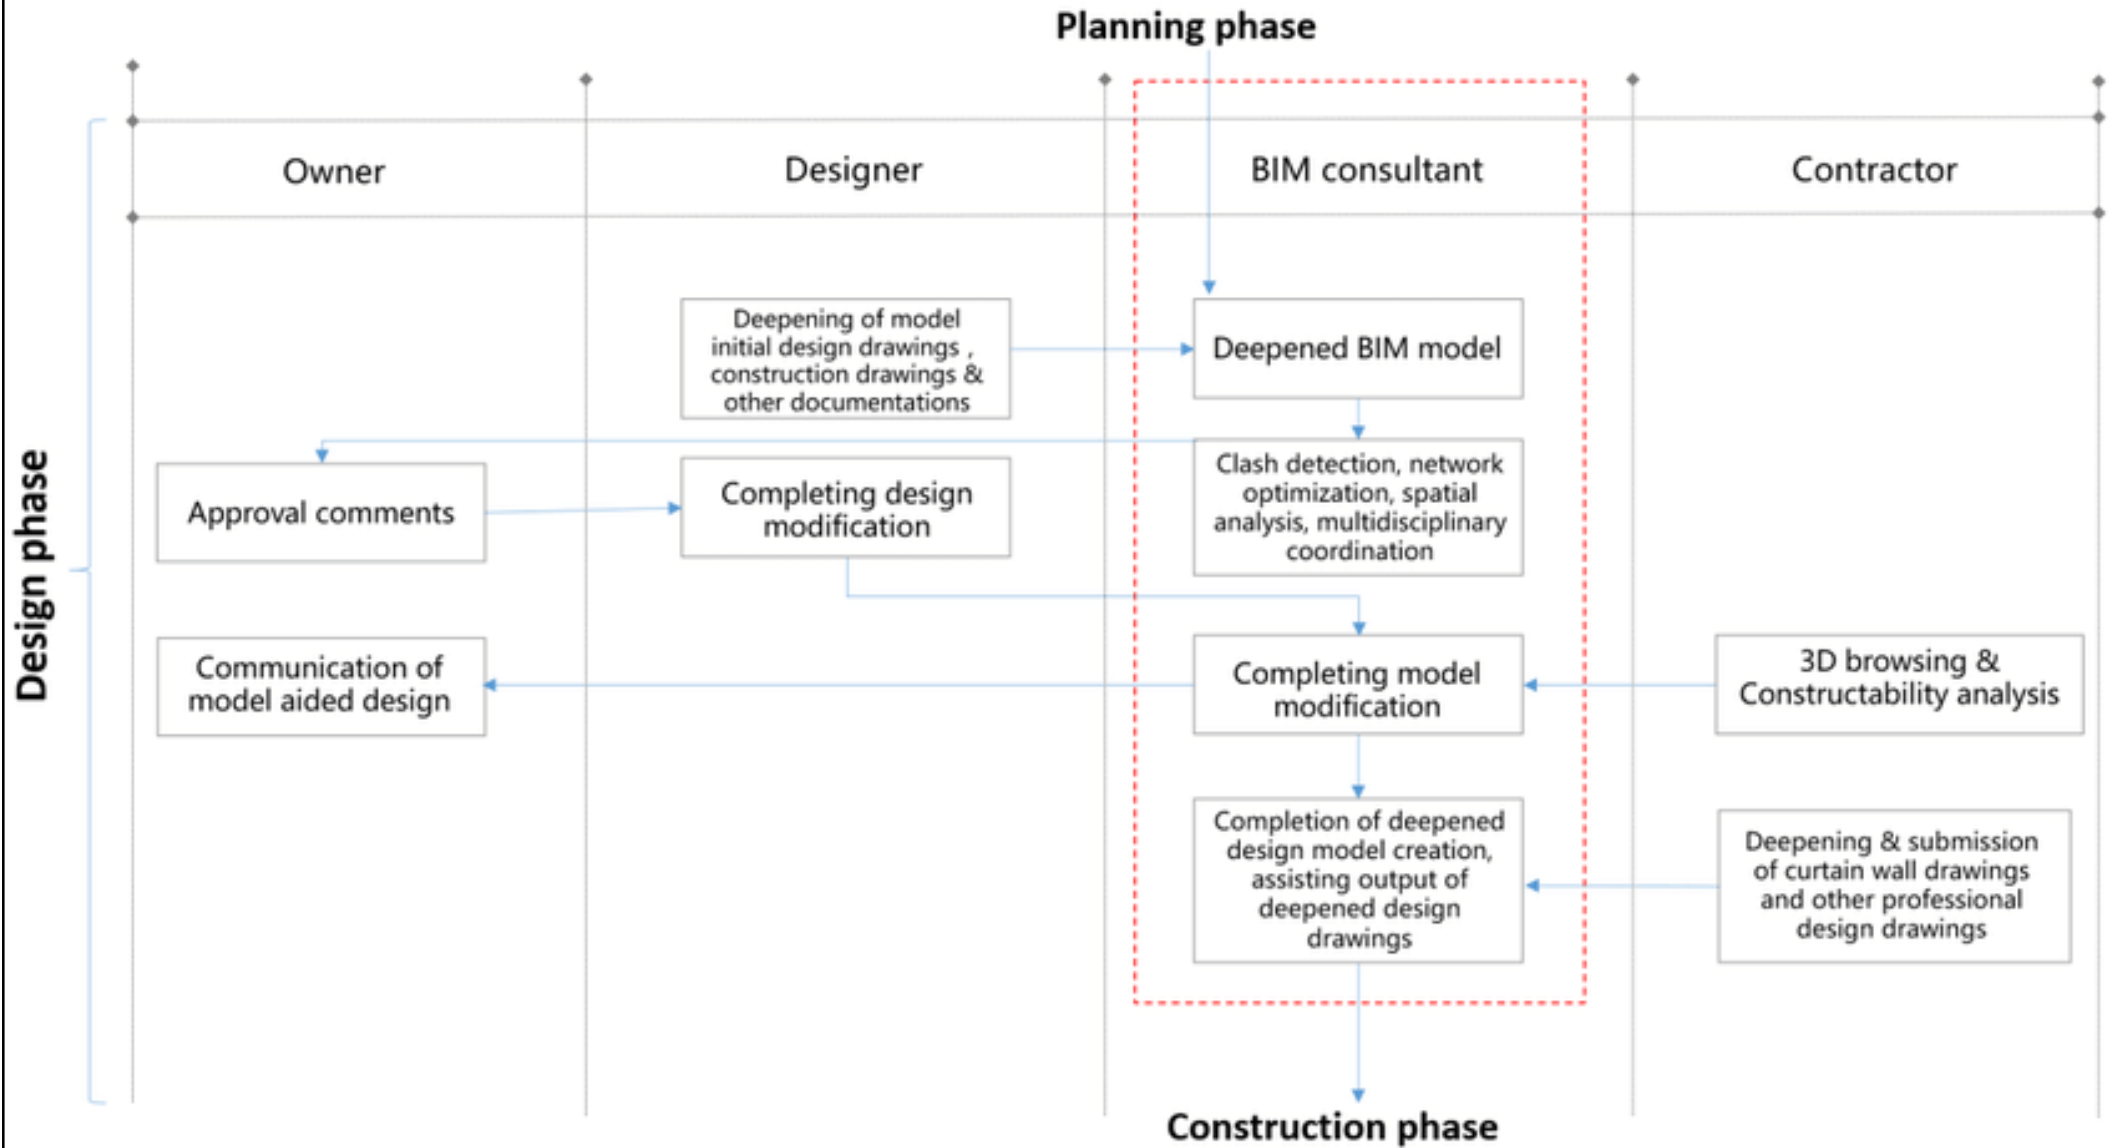 Planning phase
Owner
Designer
BIM consultant
Contractor
Design phase
Deepening of model
initial design drawings ,
construction drawings &
other documentations
Deepened BIM model
Approval comments
Completing design
modification
Clash detection, network
optimization, spatial
analysis, multidisciplinary
coordination
Communication of
model aided design
Completing model
modification
3D browsing &
Constructability analysis
Completion of deepened
design model creation,
assisting output of
deepened design
drawings
Deepening & submission
of curtain wall drawings
and other professional
design drawings
Construction phase